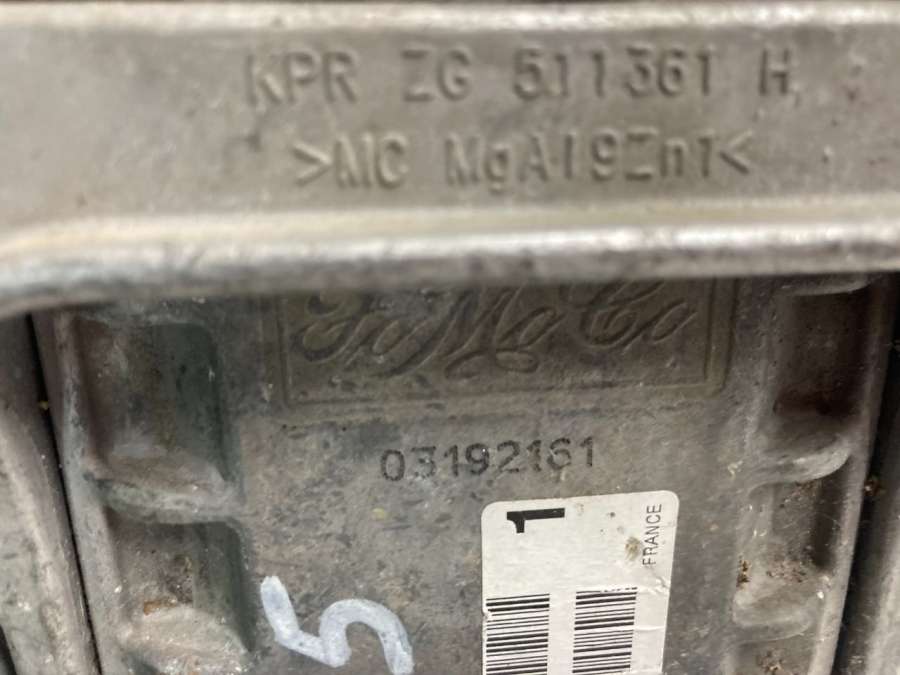 KPR ZG 511361 H
>MC MgAl9Zn1<
FoMoCo
03192161
1
FRANCE
5